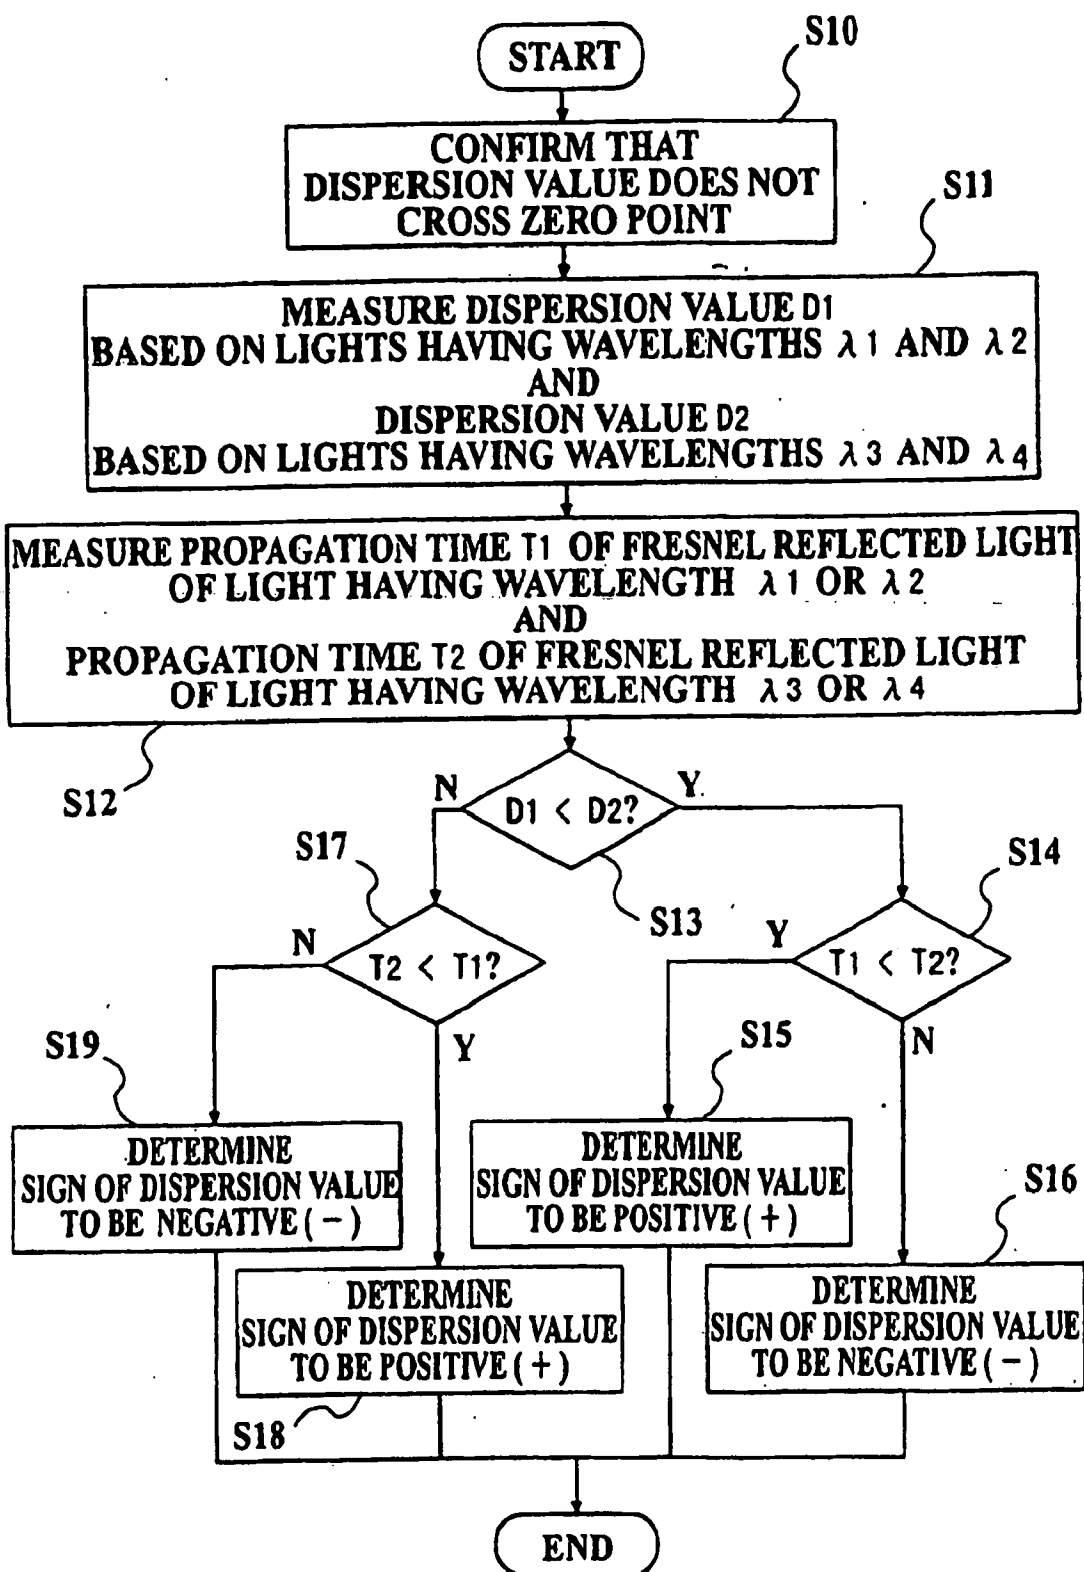 START
S10
CONFIRM THAT
DISPERSION VALUE DOES NOT
CROSS ZERO POINT
S11
MEASURE DISPERSION VALUE D1
BASED ON LIGHTS HAVING WAVELENGTHS λ1 AND λ2
AND
DISPERSION VALUE D2
BASED ON LIGHTS HAVING WAVELENGTHS λ3 AND λ4
MEASURE PROPAGATION TIME T1 OF FRESNEL REFLECTED LIGHT
OF LIGHT HAVING WAVELENGTH λ1 OR λ2
AND
PROPAGATION TIME T2 OF FRESNEL REFLECTED LIGHT
OF LIGHT HAVING WAVELENGTH λ3 OR λ4
S12
N
D1 < D2?
Y
S13
S17
N
T2 < T1?
Y
S14
Y
T1 < T2?
N
S19
DETERMINE
SIGN OF DISPERSION VALUE
TO BE NEGATIVE (-)
S15
DETERMINE
SIGN OF DISPERSION VALUE
TO BE POSITIVE (+)
S18
DETERMINE
SIGN OF DISPERSION VALUE
TO BE POSITIVE (+)
S16
DETERMINE
SIGN OF DISPERSION VALUE
TO BE NEGATIVE (-)
END